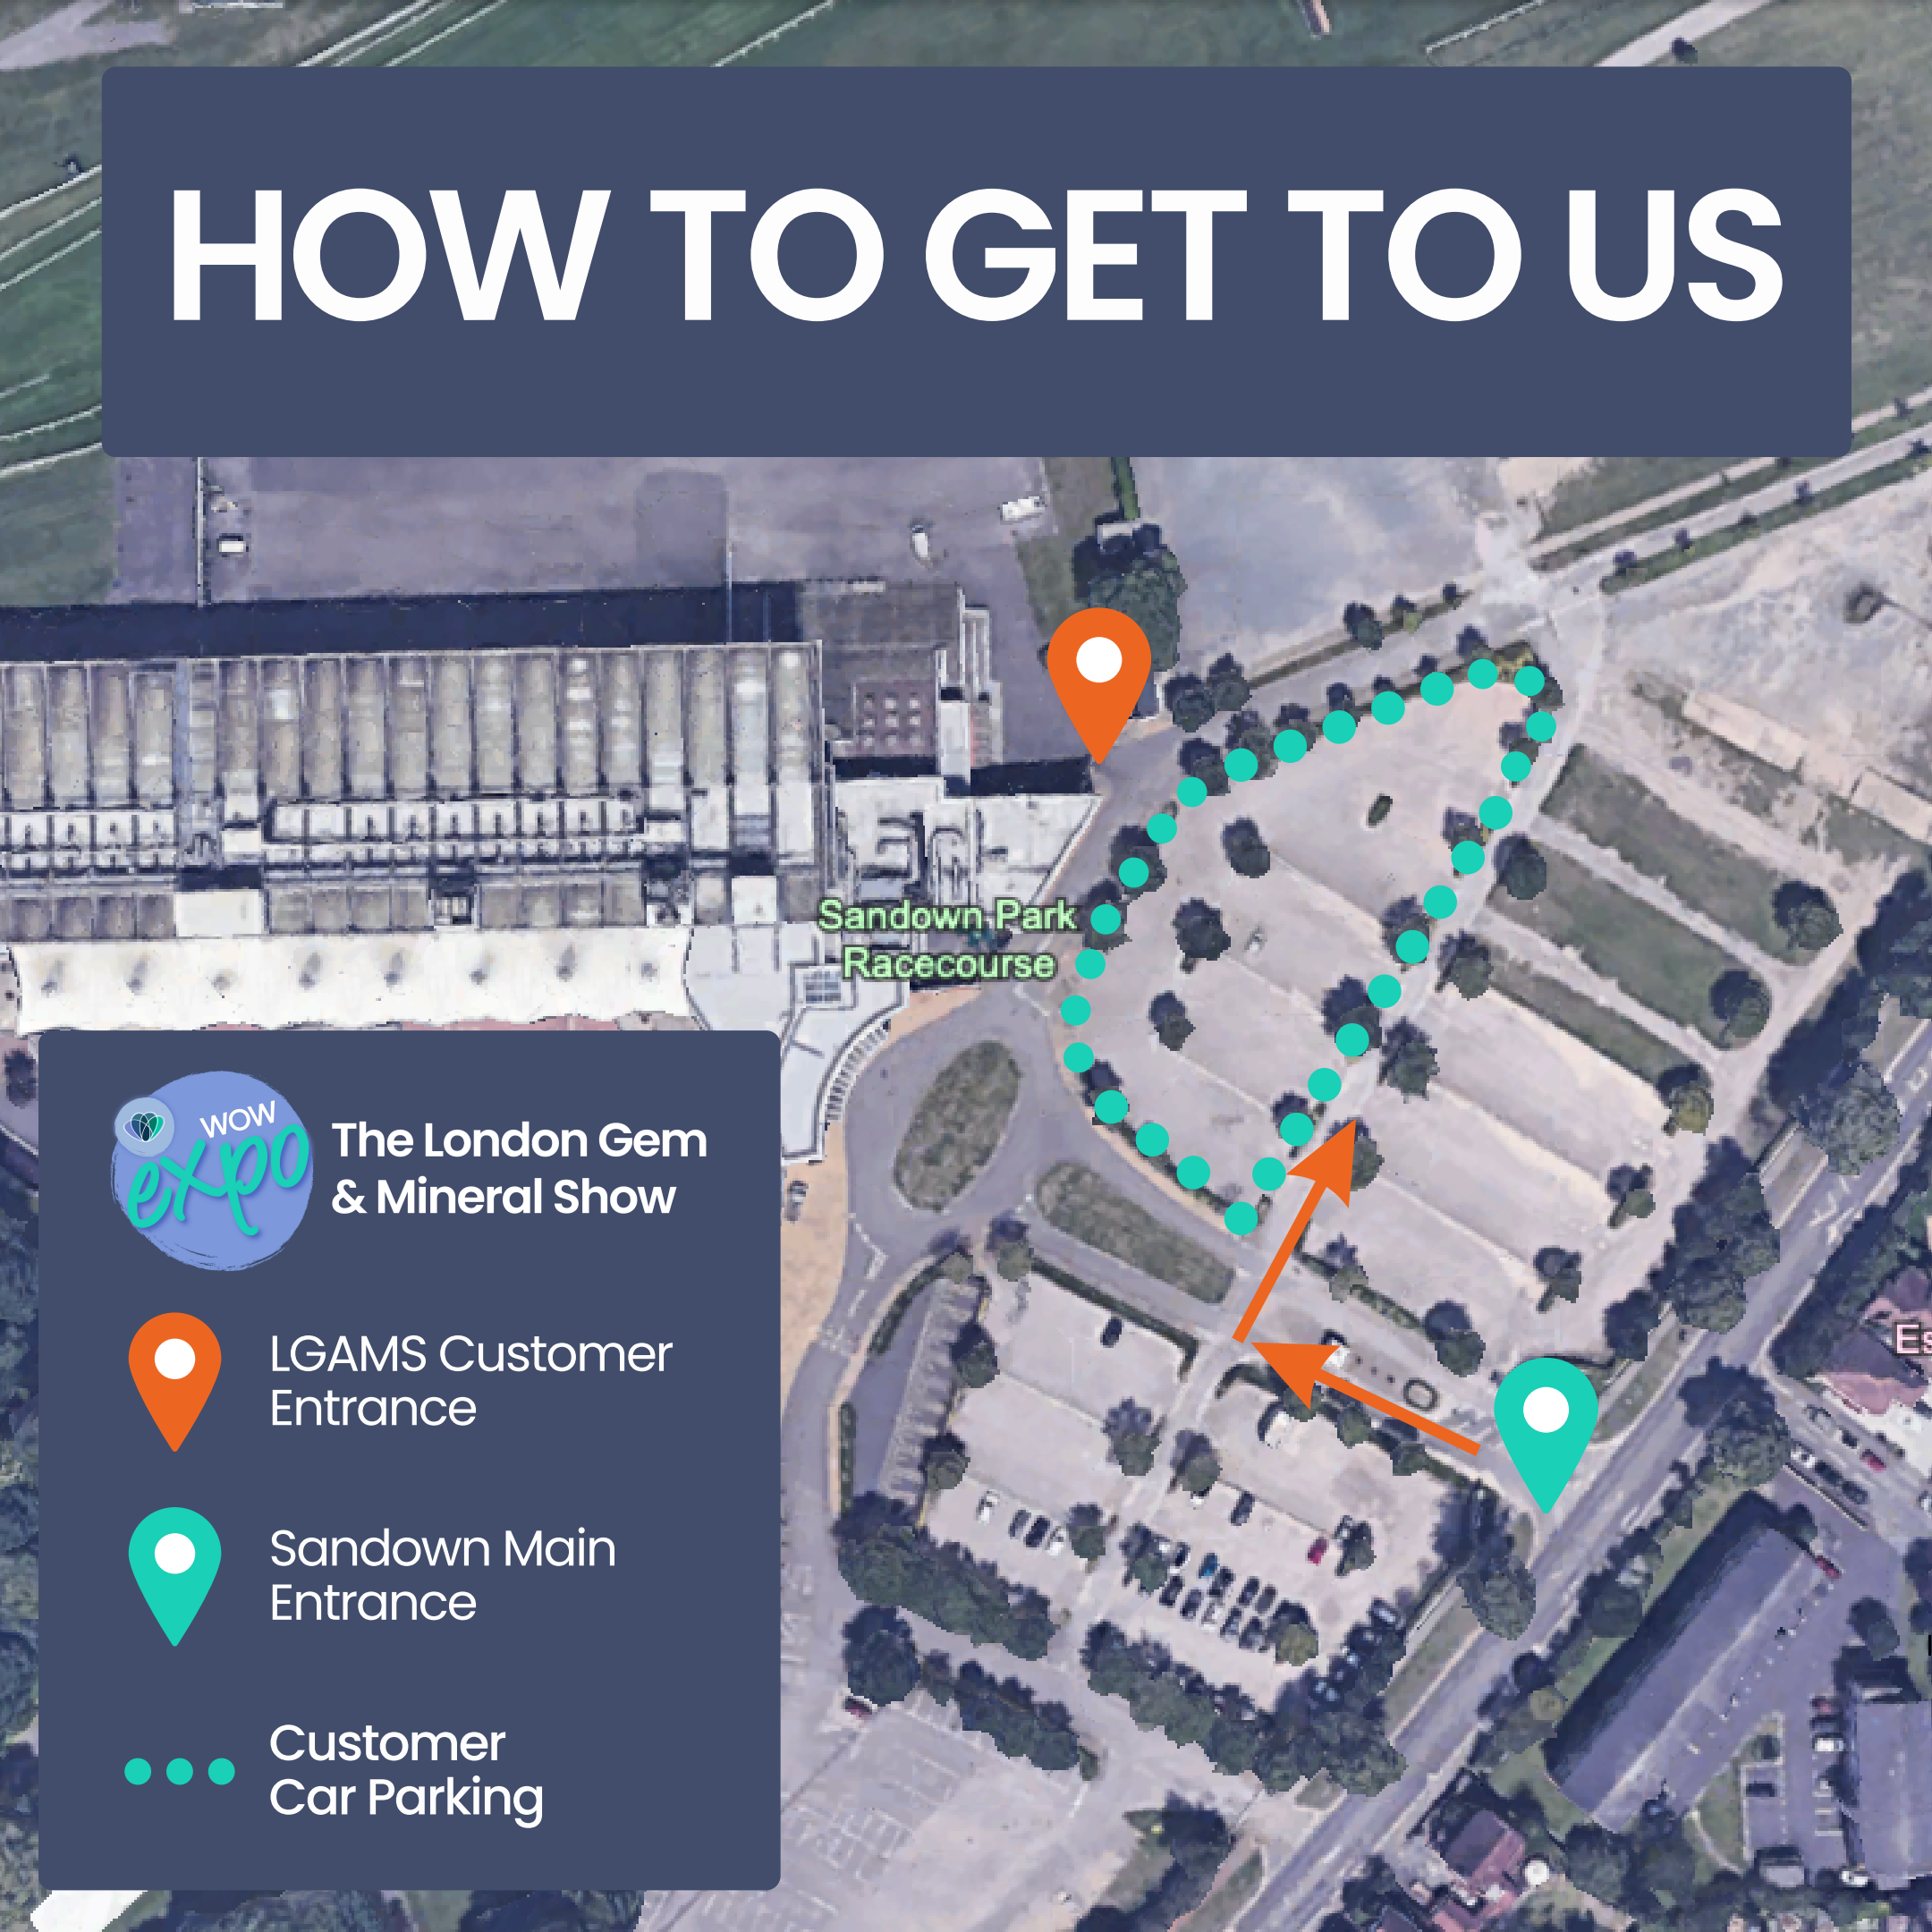 HOW TO GET TO US
Sandown Park
Racecourse
Es
WOW
expo
The London Gem
& Mineral Show
LGAMS Customer
Entrance
Sandown Main
Entrance
Customer
Car Parking